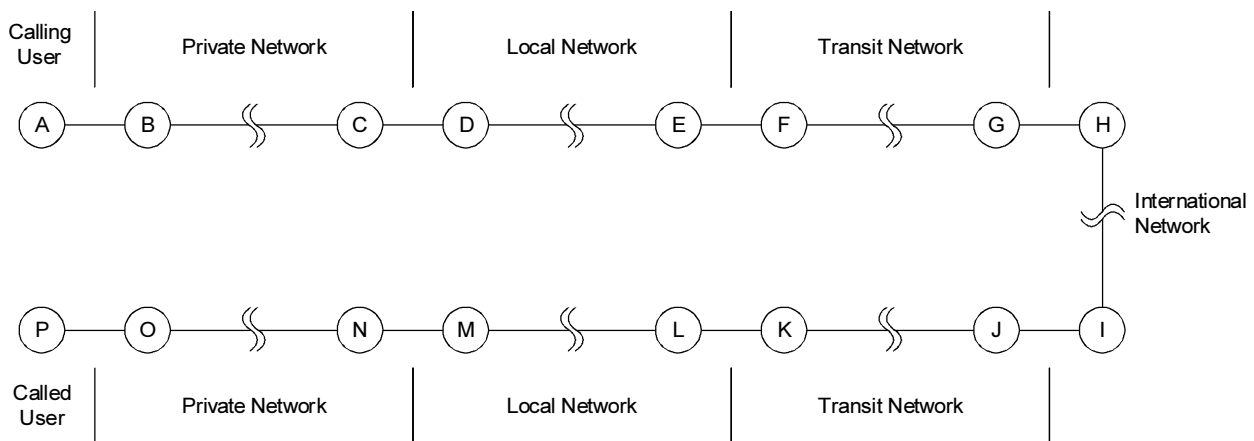 Calling
User
Private Network
Local Network
Transit Network
A
B
C
D
E
F
G
H
International
Network
P
O
N
M
L
K
J
I
Called
User
Private Network
Local Network
Transit Network